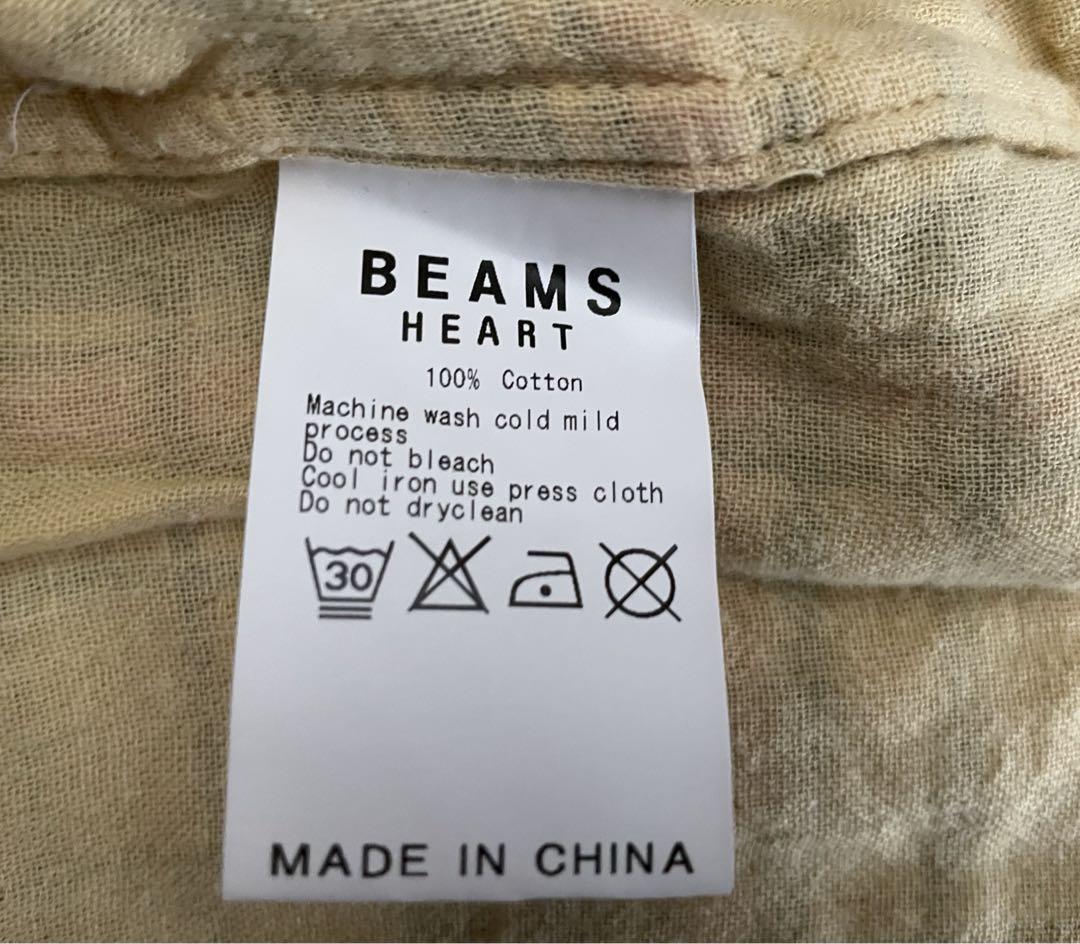 BEAMS
HEART
100% Cotton
Machine wash cold mild
process
Do not bleach
Cool iron use press cloth
Do not dryclean
30
MADE IN CHINA